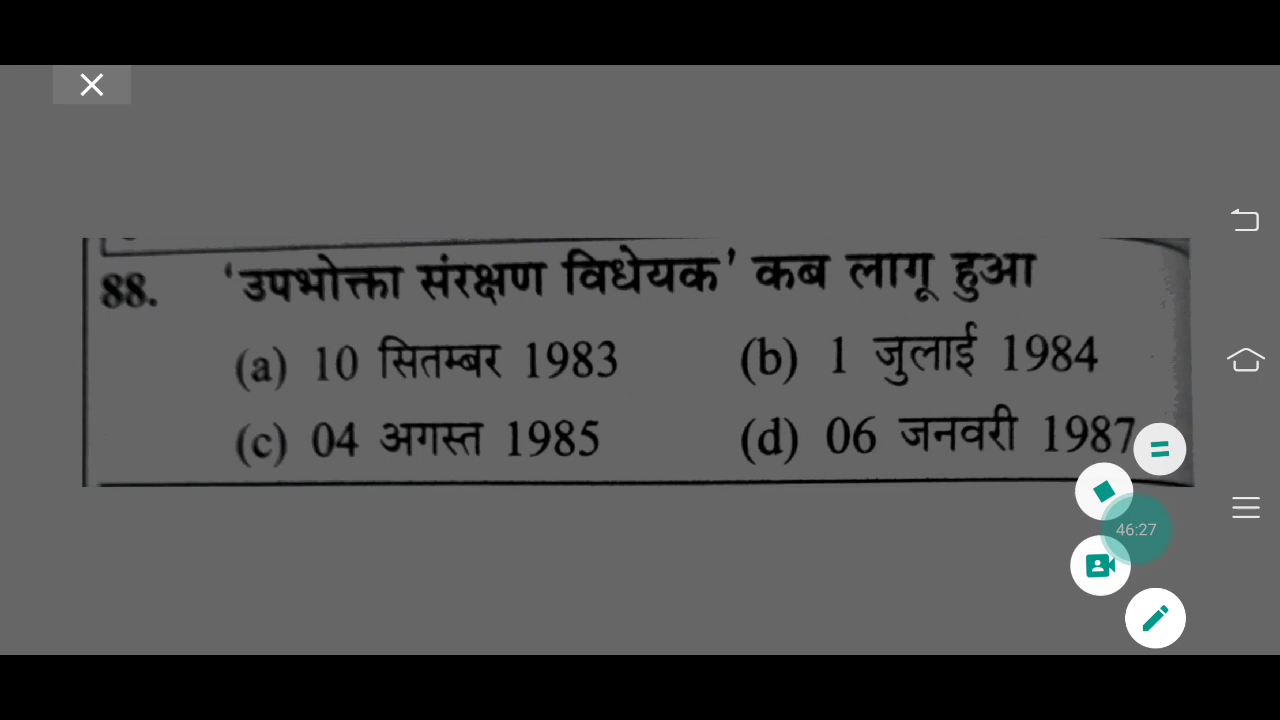 88. 'उपभोक्ता संरक्षण विधेयक' कब लागू हुआ
(a) 10 सितम्बर 1983 (b) 1 जुलाई 1984
(c) 04 अगस्त 1985 (d) 06 जनवरी 1987
46:27